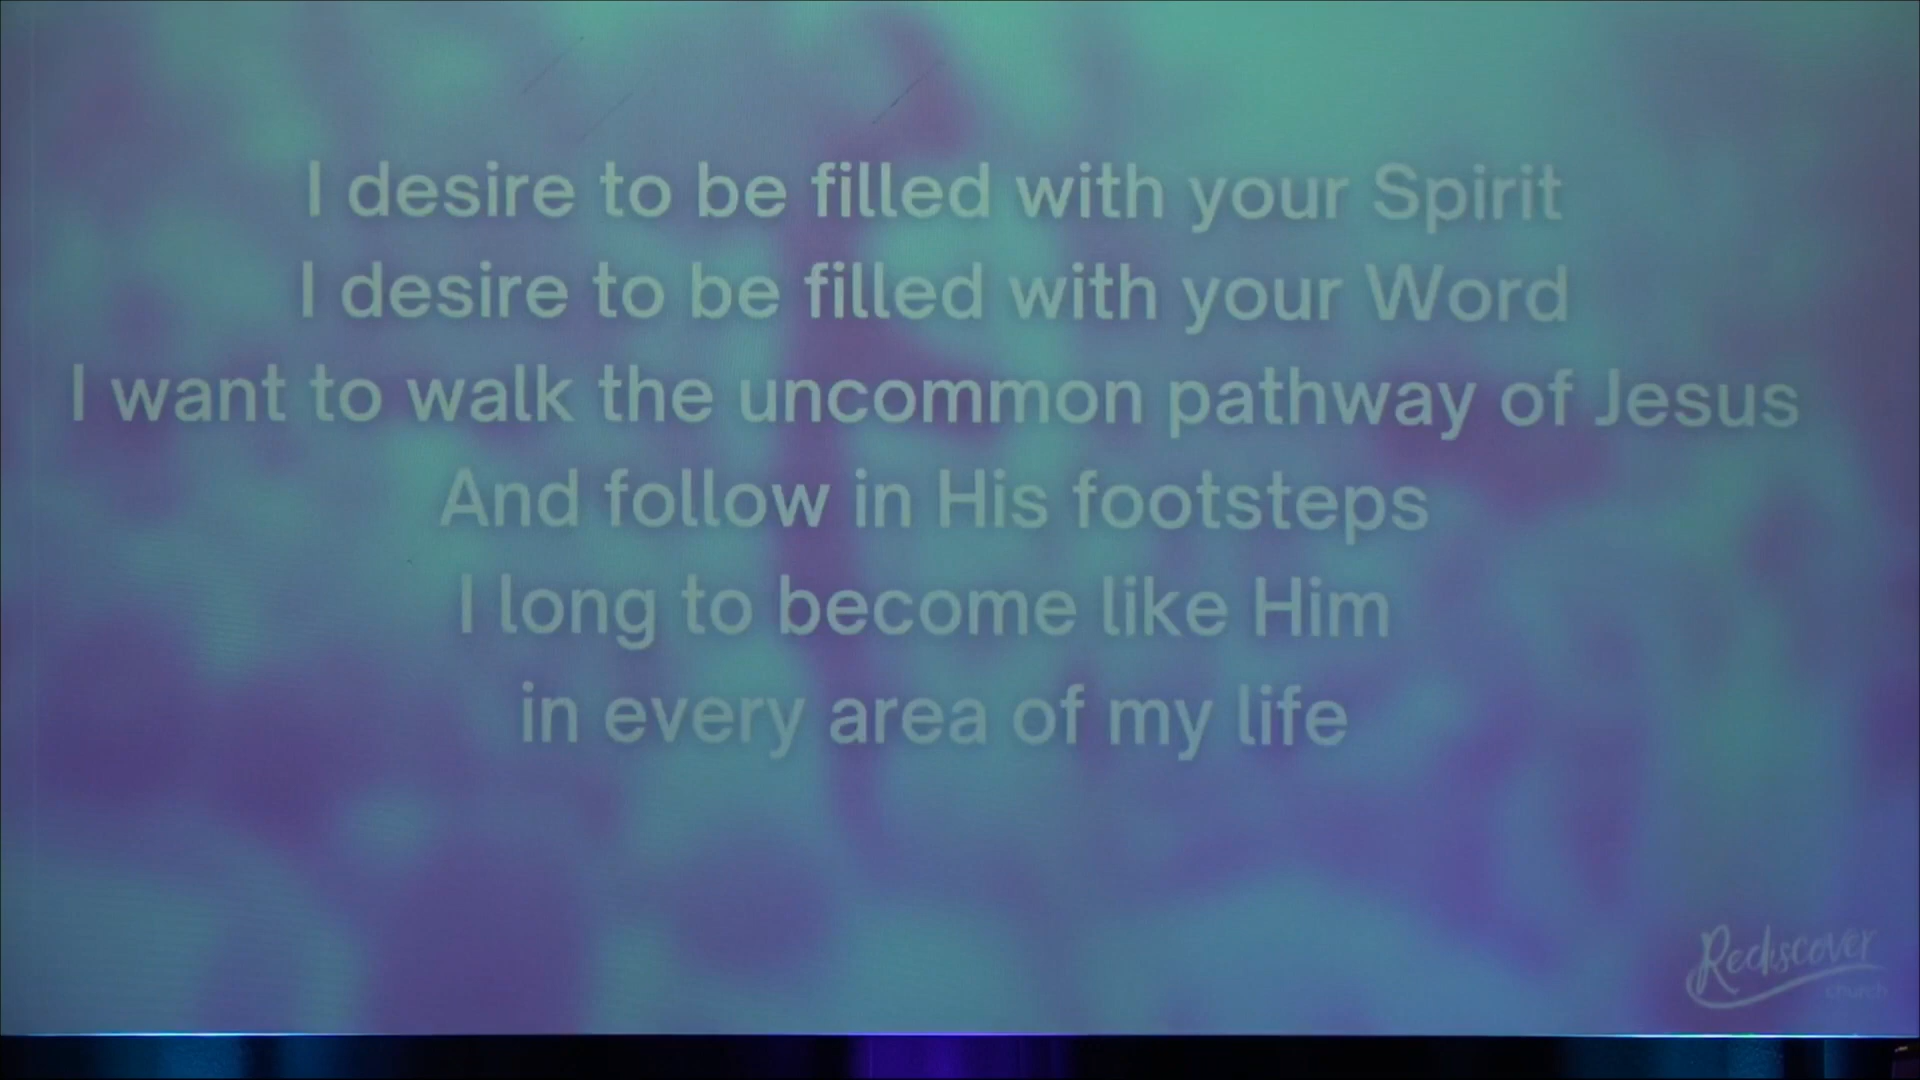 I desire to be filled with your Spirit
I desire to be filled with your Word
I want to walk the uncommon pathway of Jesus
And follow in His footsteps
I long to become like Him
in every area of my life
Rediscover
church